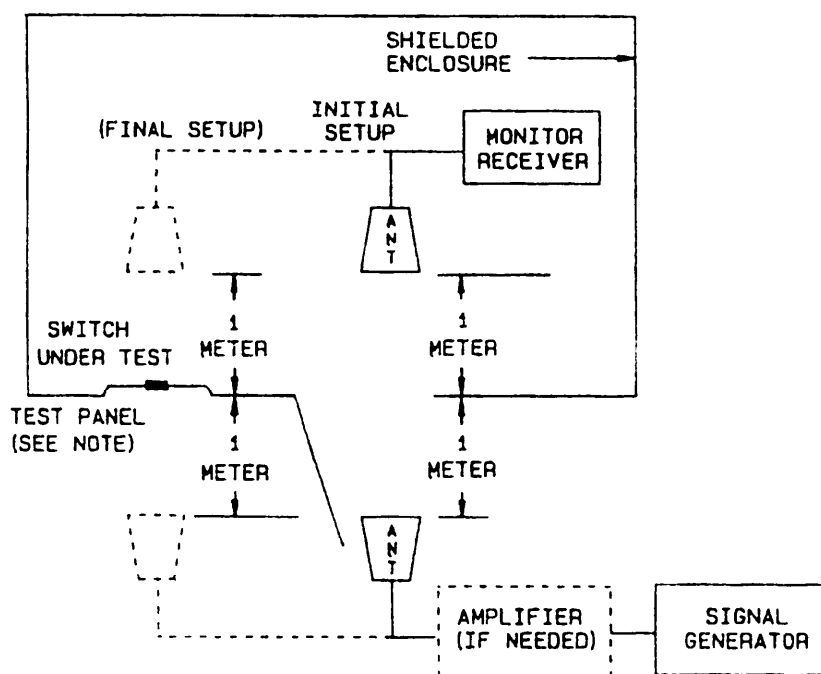 SHIELDED
ENCLOSURE
INITIAL
SETUP
(FINAL SETUP)
MONITOR
RECEIVER
ANT
1
METER
1
METER
SWITCH
UNDER TEST
TEST PANEL
(SEE NOTE)
1
METER
1
METER
ANT
AMPLIFIER
(IF NEEDED)
SIGNAL
GENERATOR